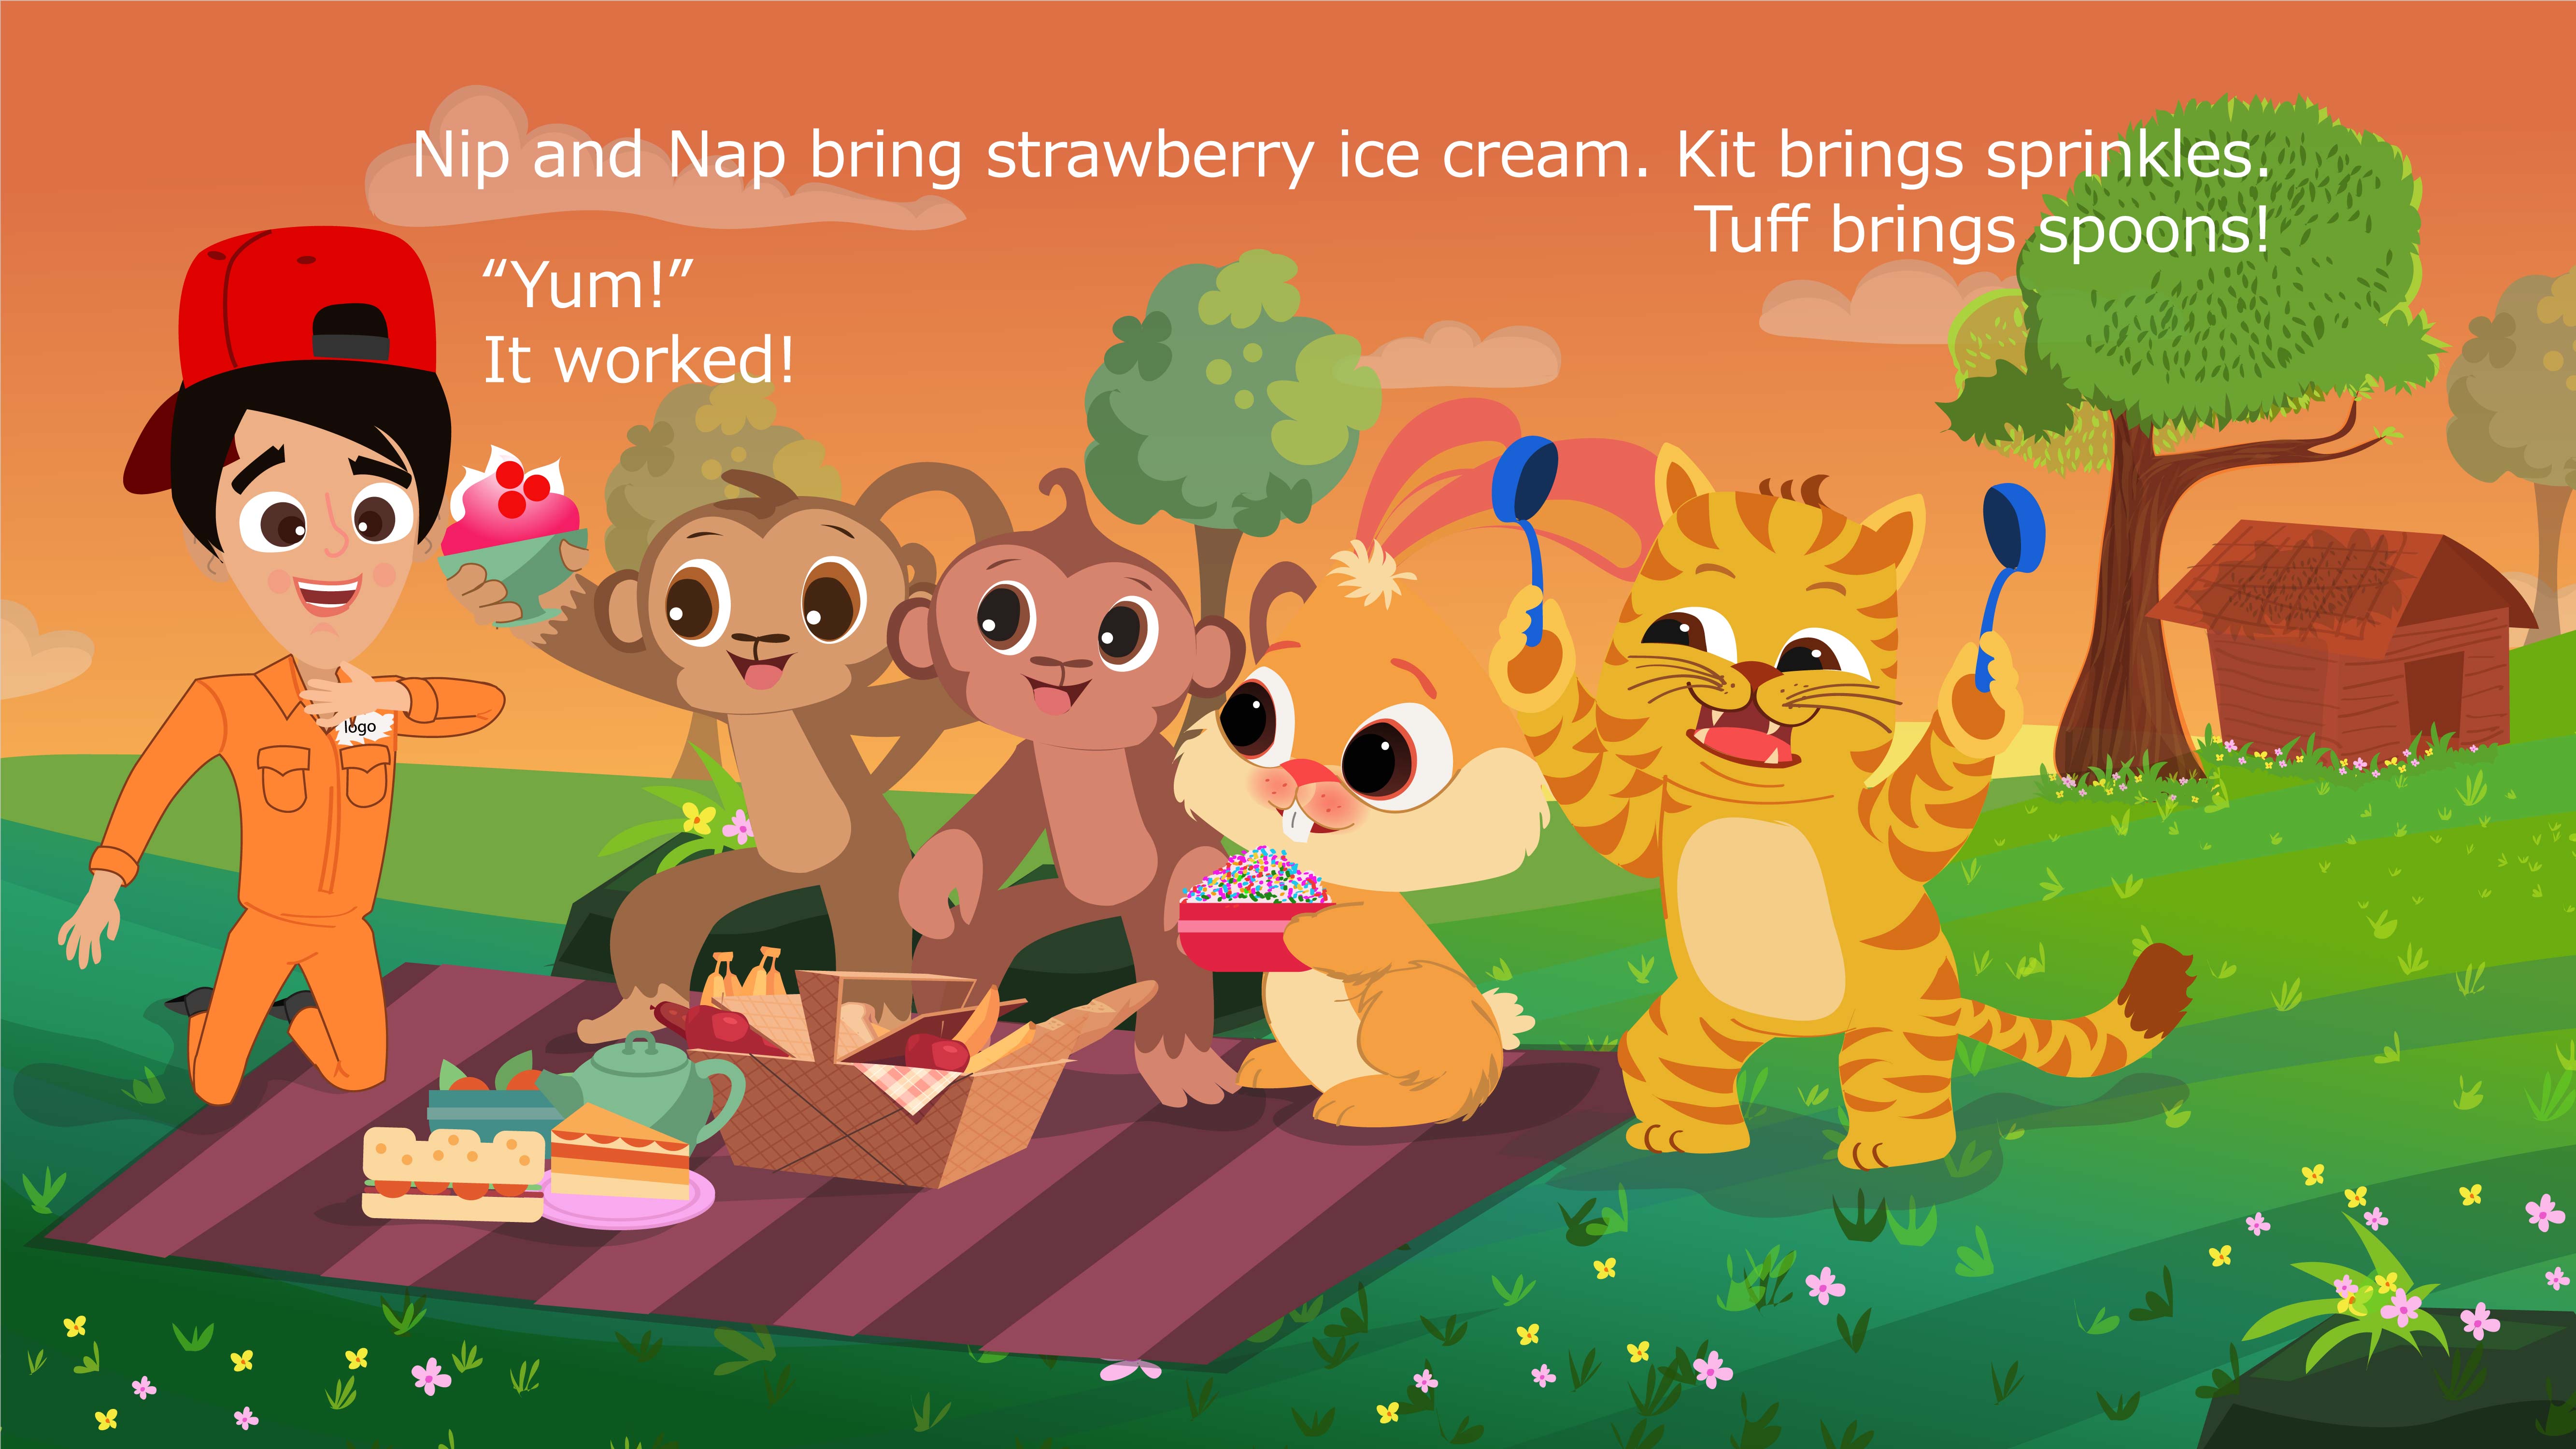 Nip and Nap bring strawberry ice cream. Kit brings sprinkles.
Tuff brings spoons!
“Yum!”
It worked!
logo